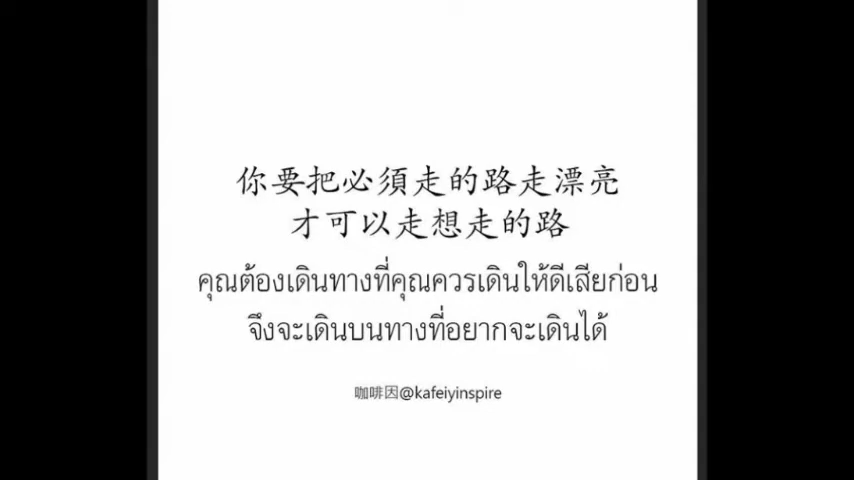 你要把必須走的路走漂亮
才可以走想走的路
คุณต้องเดินทางที่คุณควรเดินให้ดีเสียก่อน
จึงจะเดินบนทางที่อยากจะเดินได้
咖啡因@kafeiyinspire